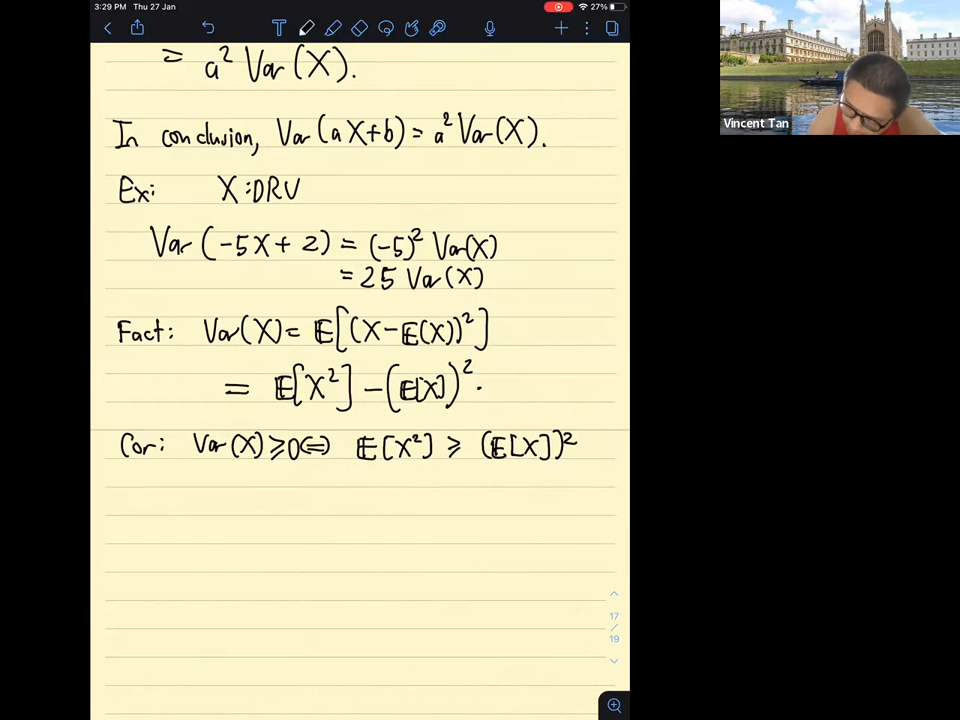 3:29 PM Thu 27 Jan
27%
T
= a² Var(X).
In conclusion, Var(aX+b) = a² Var(X).
Ex: X:DRV
Var(-5X+2) = (-5)² Var(X)
= 25 Var(X)
Fact: Var(X) = 𝔼[(X-𝔼(X))²]
= 𝔼[X²] - (𝔼[X])².
Cor: Var(X) ≥ 0 ⇔ 𝔼[X²] ≥ (𝔼[X])²
17
/
19
Vincent Tan